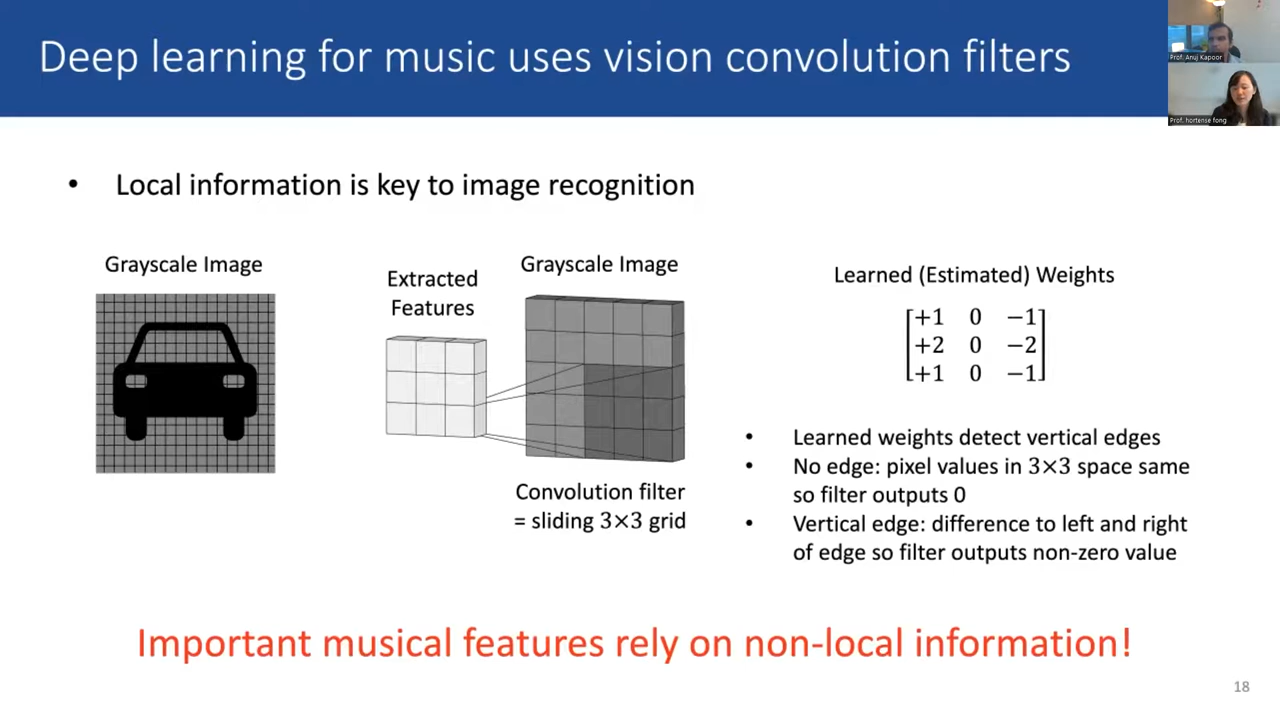 Deep learning for music uses vision convolution filters
Prof. Anuj Kapoor
Prof. hortense fong
• Local information is key to image recognition
Grayscale Image
Extracted
Features
Grayscale Image
Convolution filter
= sliding 3×3 grid
Learned (Estimated) Weights
+1 0 −1
+2 0 −2
+1 0 −1
• Learned weights detect vertical edges
• No edge: pixel values in 3×3 space same
so filter outputs 0
• Vertical edge: difference to left and right
of edge so filter outputs non-zero value
Important musical features rely on non-local information!
18